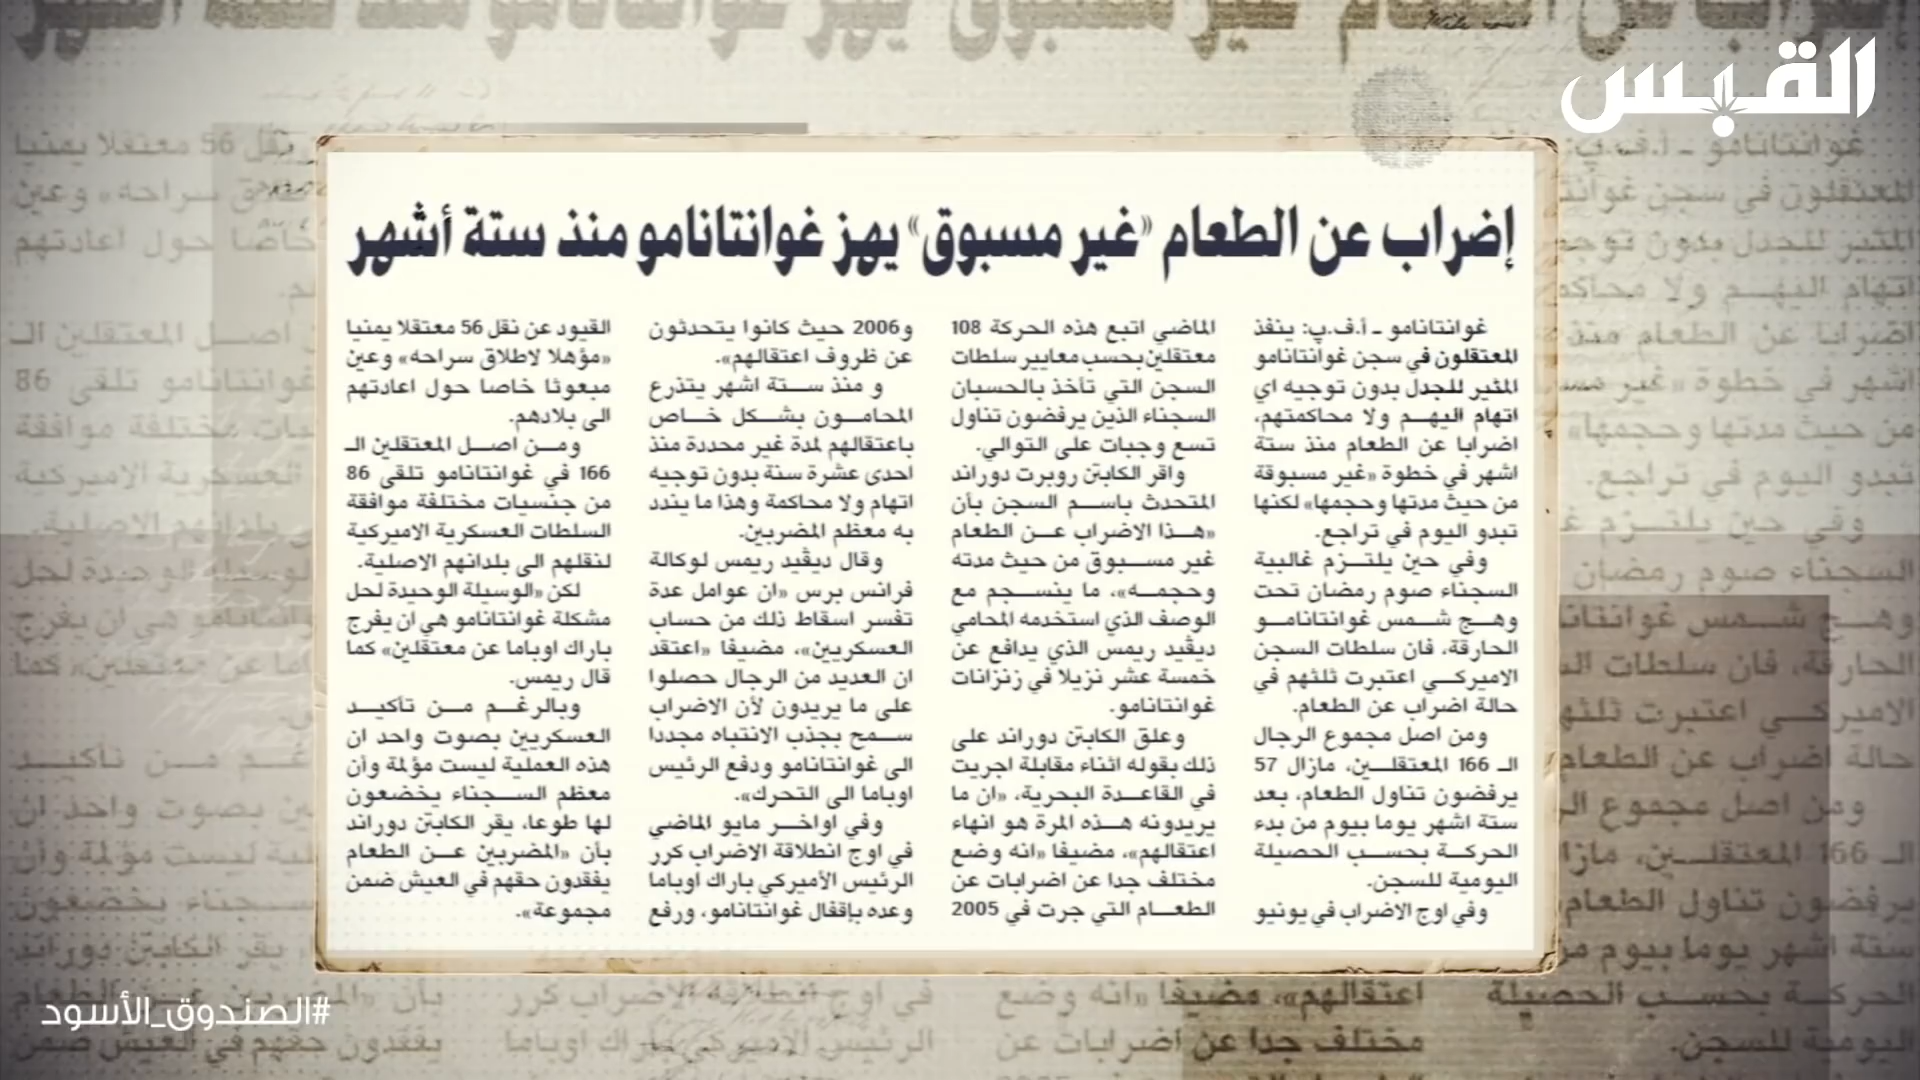 القبس
إضراب عن الطعام «غير مسبوق» يهز غوانتانامو منذ ستة أشهر
غوانتانامو ـ أ.ف.پ: ينفذ
المعتقلون في سجن غوانتانامو
المثير للجدل بدون توجيه اي
اتهام اليهم ولا محاكمتهم،
اضرابا عن الطعام منذ ستة
اشهر في خطوة «غير مسبوقة
من حيث مدتها وحجمها» لكنها
تبدو اليوم في تراجع.
وفي حين يلتزم غالبية
السجناء صوم رمضان تحت
وهج شمس غوانتانامو
الحارقة، فان سلطات السجن
الاميركي اعتبرت ثلثهم في
حالة اضراب عن الطعام.
ومن اصل مجموع الرجال
الـ 166 المعتقلين، مازال 57
يرفضون تناول الطعام، بعد
ستة اشهر يوما بيوم من بدء
الحركة بحسب الحصيلة
اليومية للسجن.
وفي اوج الاضراب في يونيو
الماضي اتبع هذه الحركة 108
معتقلين بحسب معايير سلطات
السجن التي تأخذ بالحسبان
السجناء الذين يرفضون تناول
تسع وجبات على التوالي.
واقر الكابتن روبرت دوراند
المتحدث باسم السجن بأن
«هذا الاضراب عن الطعام
غير مسبوق من حيث مدته
وحجمه»، ما ينسجم مع
الوصف الذي استخدمه المحامي
ديڤيد ريمس الذي يدافع عن
خمسة عشر نزيلا في زنزانات
غوانتانامو.
وعلق الكابتن دوراند على
ذلك بقوله اثناء مقابلة اجريت
في القاعدة البحرية، «ان ما
يريدونه هذه المرة هو انهاء
اعتقالهم»، مضيفا «انه وضع
مختلف جدا عن اضرابات عن
الطعام التي جرت في 2005
و2006 حيث كانوا يتحدثون
عن ظروف اعتقالهم».
و منذ ستة اشهر يتذرع
المحامون بشكل خاص
باعتقالهم لمدة غير محددة منذ
احدى عشرة سنة بدون توجيه
اتهام ولا محاكمة وهذا ما يندد
به معظم المضربين.
وقال ديڤيد ريمس لوكالة
فرانس برس «ان عوامل عدة
تفسر اسقاط ذلك من حساب
العسكريين»، مضيفا «اعتقد
ان العديد من الرجال حصلوا
على ما يريدون لأن الاضراب
سمح بجذب الانتباه مجددا
الى غوانتانامو ودفع الرئيس
اوباما الى التحرك».
وفي اواخر مايو الماضي
في اوج انطلاقة الاضراب كرر
الرئيس الأميركي باراك اوباما
وعده بإقفال غوانتانامو، ورفع
القيود عن نقل 56 معتقلا يمنيا
«مؤهلا لإطلاق سراحه» وعين
مبعوثا خاصا حول اعادتهم
الى بلادهم.
ومن اصل المعتقلين الـ
166 في غوانتانامو تلقى 86
من جنسيات مختلفة موافقة
السلطات العسكرية الاميركية
لنقلهم الى بلدانهم الاصلية.
لكن «الوسيلة الوحيدة لحل
مشكلة غوانتانامو هي ان يفرج
باراك اوباما عن معتقلين» كما
قال ريمس.
وبالرغم من تأكيد
العسكريين بصوت واحد ان
هذه العملية ليست مؤلمة وأن
معظم السجناء يخضعون
لها طوعا، يقر الكابتن دوراند
بأن «المضربين عن الطعام
يفقدون حقهم في العيش ضمن
مجموعة».
#الصندوق_الأسود